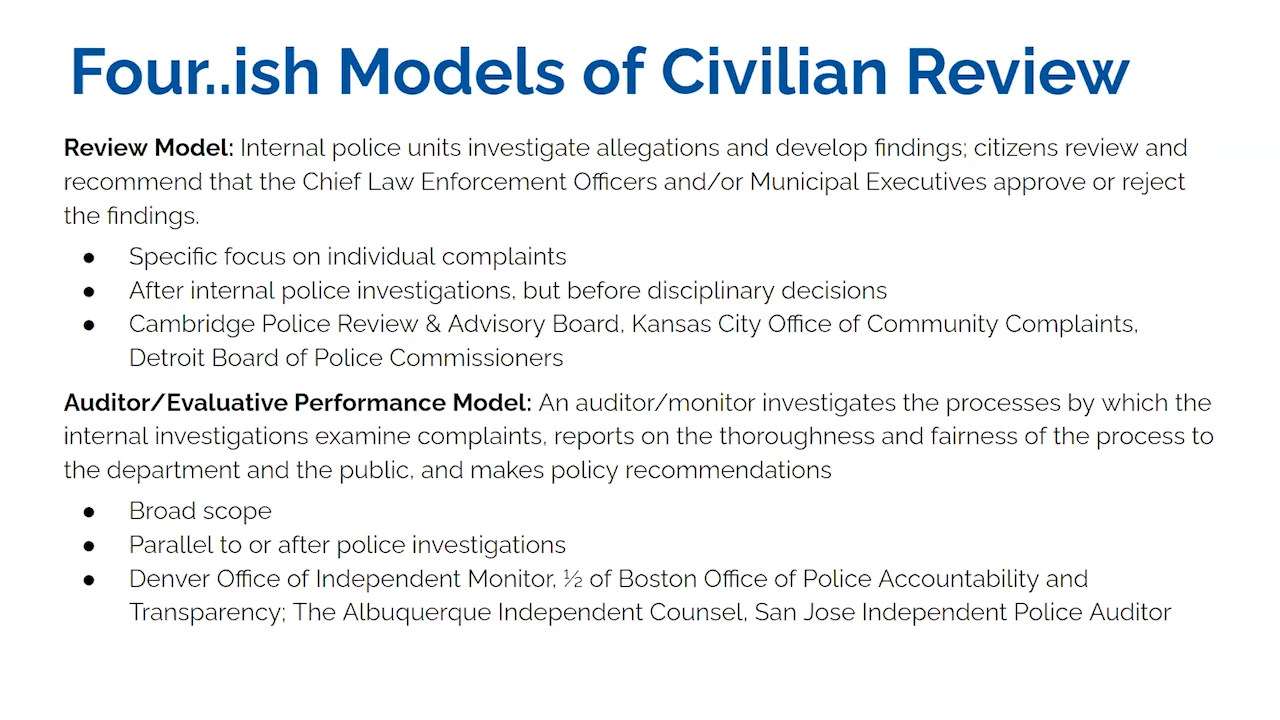 Four..ish Models of Civilian Review
Review Model: Internal police units investigate allegations and develop findings; citizens review and
recommend that the Chief Law Enforcement Officers and/or Municipal Executives approve or reject
the findings.
● Specific focus on individual complaints
● After internal police investigations, but before disciplinary decisions
● Cambridge Police Review & Advisory Board, Kansas City Office of Community Complaints,
Detroit Board of Police Commissioners
Auditor/Evaluative Performance Model: An auditor/monitor investigates the processes by which the
internal investigations examine complaints, reports on the thoroughness and fairness of the process to
the department and the public, and makes policy recommendations
● Broad scope
● Parallel to or after police investigations
● Denver Office of Independent Monitor, ½ of Boston Office of Police Accountability and
Transparency; The Albuquerque Independent Counsel, San Jose Independent Police Auditor